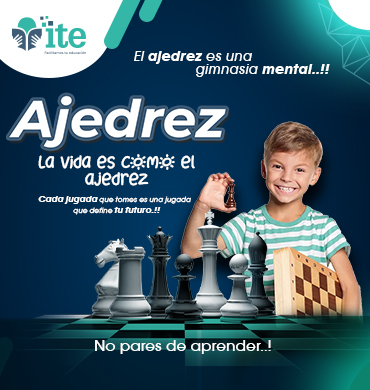 ite
Facilitamos tu educación
El ajedrez es una
gimnasia mental..!!
Ajedrez
La vida es como el
ajedrez
Cada jugada que tomes es una jugada
que define tu futuro.!!
No pares de aprender..!